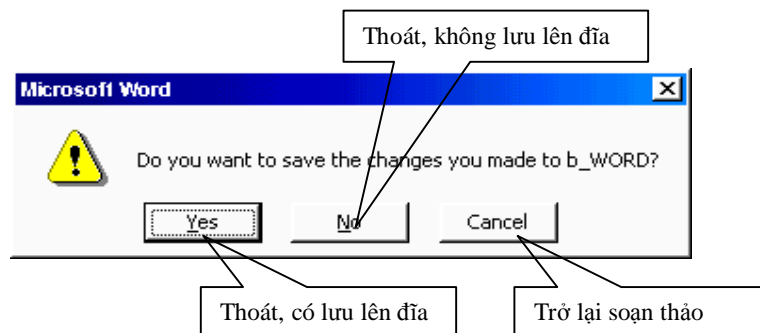 Thoát, không lưu lên đĩa
Microsoft Word
Do you want to save the changes you made to b_WORD?
Yes No Cancel
Thoát, có lưu lên đĩa Trở lại soạn thảo